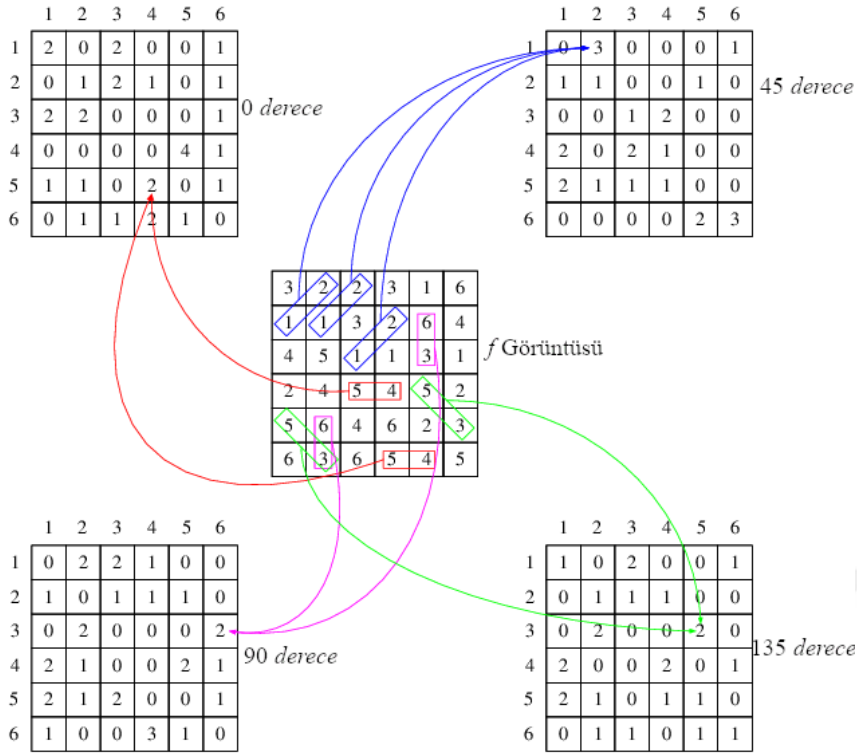 1 2 3 4 5 6
1 2 0 2 0 0 1
2 0 1 2 1 0 1
3 2 2 0 0 0 1
4 0 0 0 0 4 1
5 1 1 0 2 0 1
6 0 1 1 2 1 0
0 derece
1 2 3 4 5 6
1 0 3 0 0 0 1
2 1 1 0 0 1 0
3 0 0 1 2 0 0
4 2 0 2 1 0 0
5 2 1 1 1 0 0
6 0 0 0 0 2 3
45 derece
3 2 2 3 1 6
1 1 3 2 6 4
4 5 1 1 3 1
2 4 5 4 5 2
5 6 4 6 2 3
6 3 6 5 4 5
f Görüntüsü
1 2 3 4 5 6
1 0 2 2 1 0 0
2 1 0 1 1 1 0
3 0 2 0 0 0 2
4 2 1 0 0 2 1
5 2 1 2 0 0 1
6 1 0 0 3 1 0
90 derece
1 2 3 4 5 6
1 1 0 2 0 0 1
2 0 1 1 1 0 0
3 0 2 0 0 2 0
4 2 0 0 2 0 1
5 2 1 0 1 1 0
6 0 1 1 0 1 1
135 derece